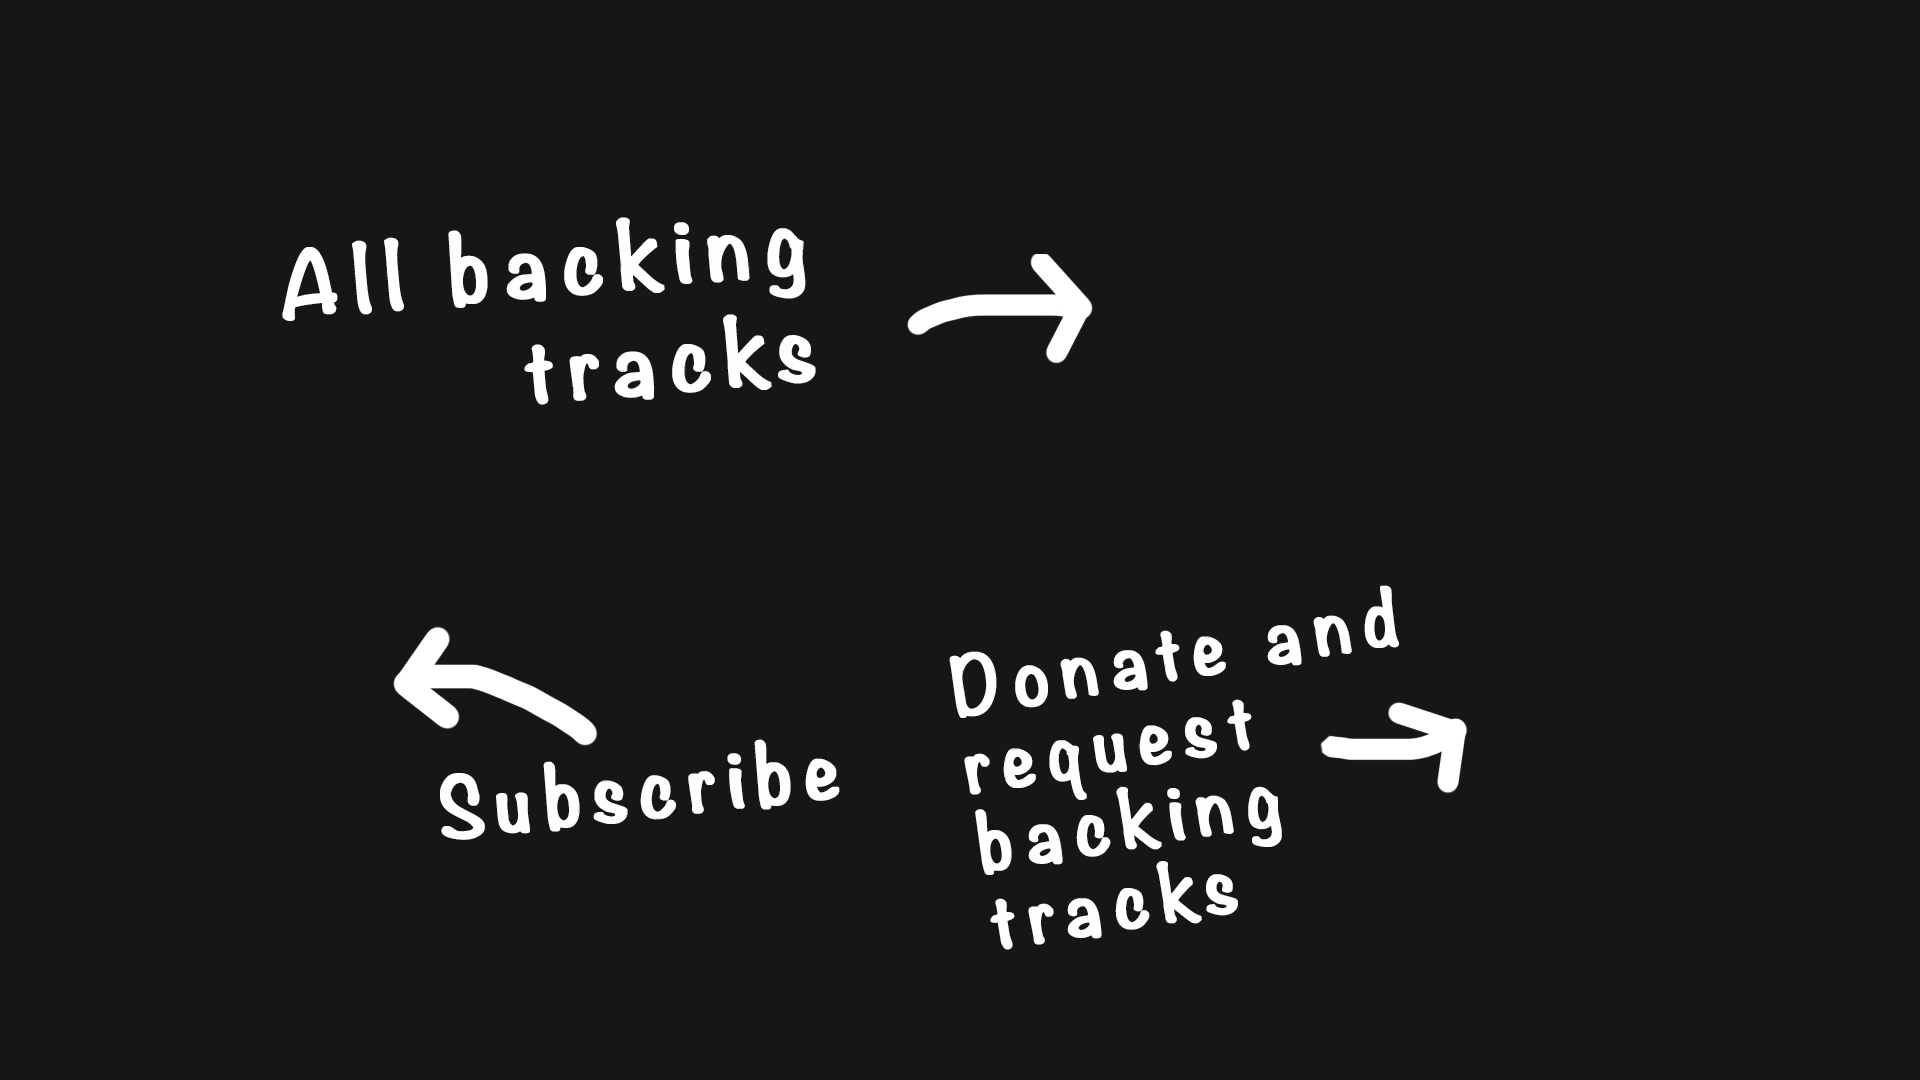 All backing
tracks
Subscribe
Donate and
request
backing
tracks